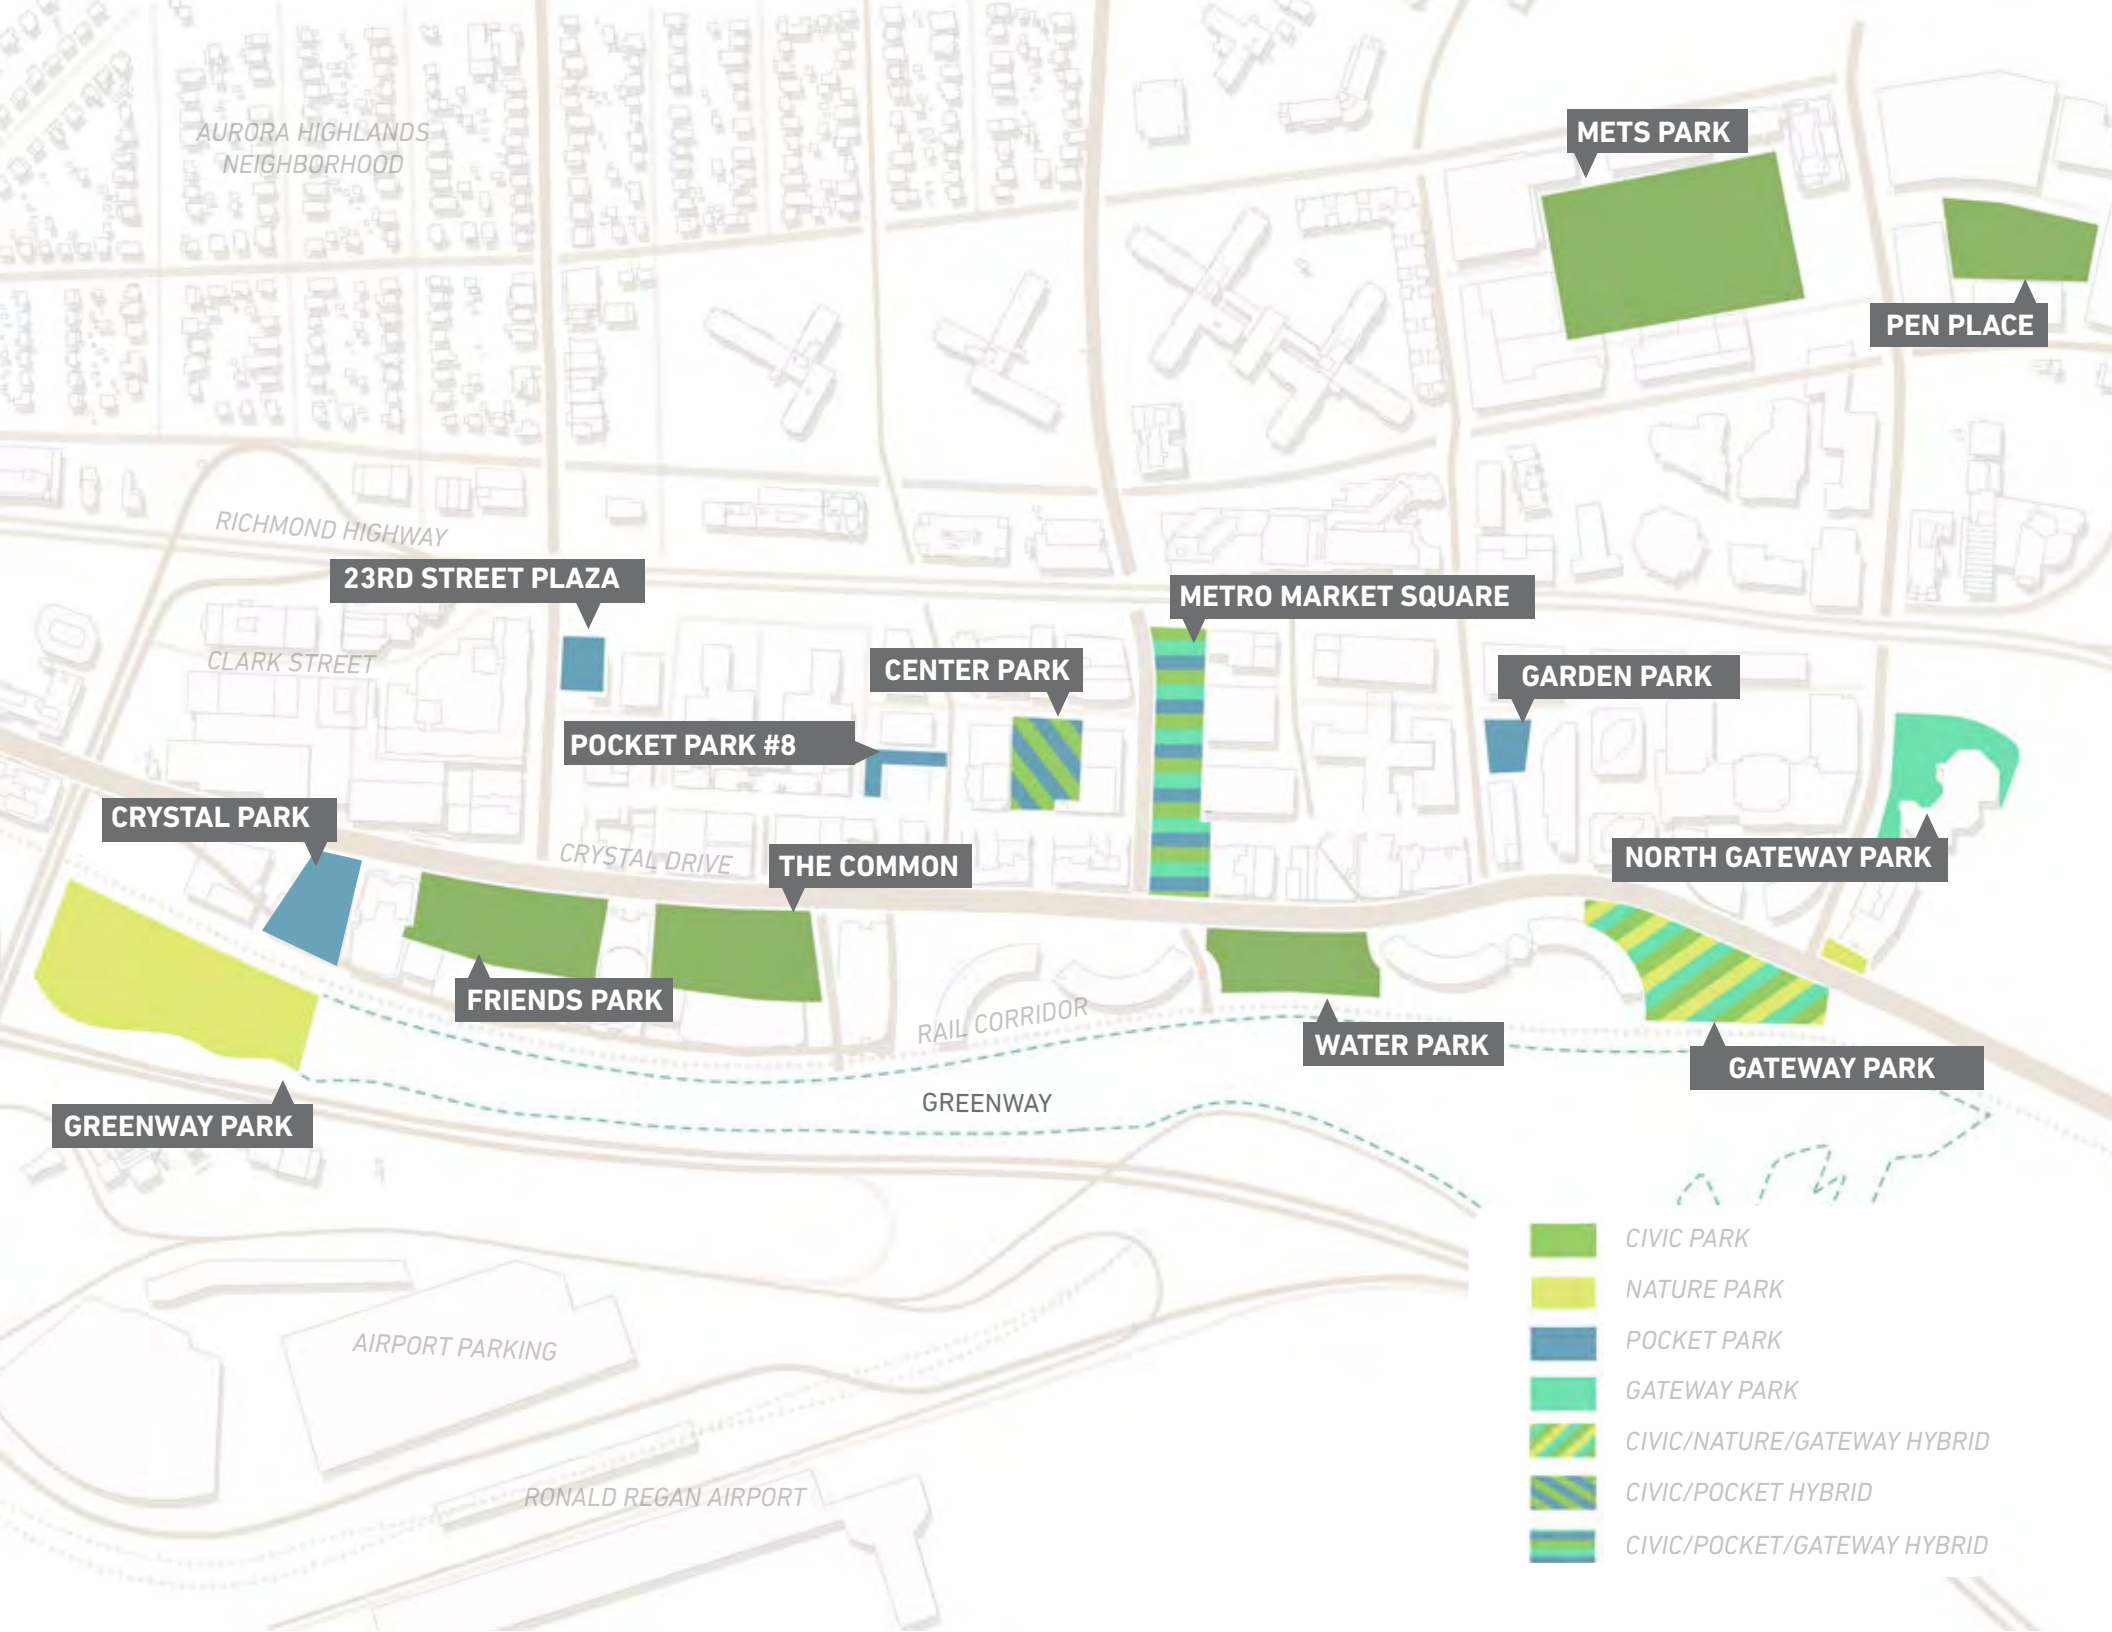 AURORA HIGHLANDS
NEIGHBORHOOD
METS PARK
PEN PLACE
RICHMOND HIGHWAY
23RD STREET PLAZA
METRO MARKET SQUARE
CLARK STREET
CENTER PARK
GARDEN PARK
POCKET PARK #8
CRYSTAL PARK
CRYSTAL DRIVE
THE COMMON
NORTH GATEWAY PARK
FRIENDS PARK
RAIL CORRIDOR
WATER PARK
GATEWAY PARK
GREENWAY
GREENWAY PARK
AIRPORT PARKING
RONALD REGAN AIRPORT
CIVIC PARK
NATURE PARK
POCKET PARK
GATEWAY PARK
CIVIC/NATURE/GATEWAY HYBRID
CIVIC/POCKET HYBRID
CIVIC/POCKET/GATEWAY HYBRID